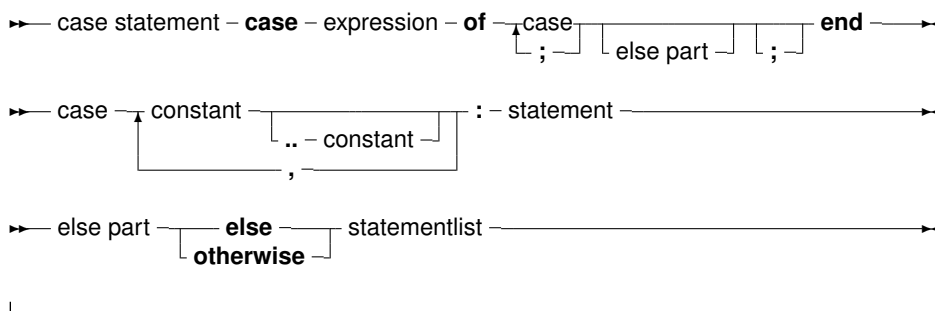 case statement case expression of case end
; else part ;
case constant : statement
.. constant
,
else part else statementlist
otherwise